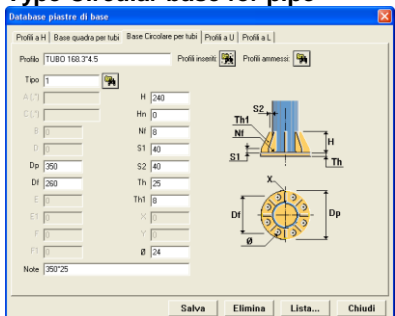 Type Circular base for pipe
Database piastre di base
Profili a H Base quadra per tubi Base Circolare per tubi Profili a U Profili a L
Profilo TUBO 168.3*4.5 Profili inseriti Profili ammessi:
Tipo 1
A (.*) H 240
C (.*) Hn 0
B 0 Nf 8
D 0 S1 40
Dp 350 S2 40
Df 260 Th 25
E 0 Th1 8
E1 0 X 0
F 0 Y 0
F1 0 Ø 24
Note 350*25
S2
Th1
Nf
H
S1
Th
X
Df
Dp
Ø
Salva Elimina Lista... Chiudi